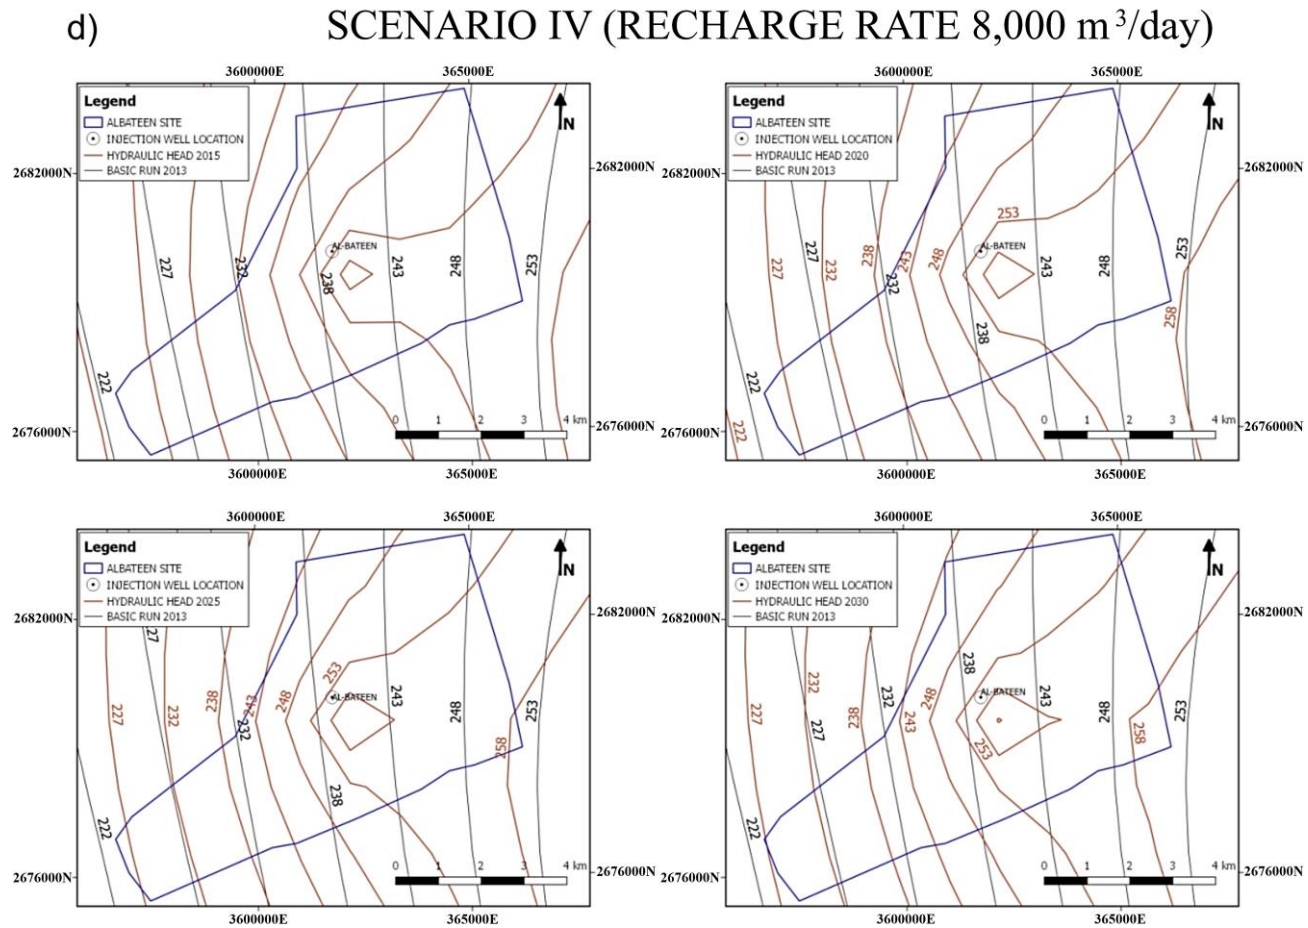 d) SCENARIO IV (RECHARGE RATE 8,000 m³/day)
3600000E 365000E
Legend
ALBATEEN SITE
INJECTION WELL LOCATION
HYDRAULIC HEAD 2015
BASIC RUN 2013
N
2682000N 2682000N
AL-BATEEN
227 232 238 243 248 253
222
0 1 2 3 4 km
2676000N 2676000N
3600000E 365000E
3600000E 365000E
Legend
ALBATEEN SITE
INJECTION WELL LOCATION
HYDRAULIC HEAD 2020
BASIC RUN 2013
N
2682000N
253
AL-BATEEN
227 227 232 238 232 243 248 243 248 253
258
238
222
222
0 1 2 3 4 km
2676000N 2676000N
3600000E 365000E
3600000E 365000E
Legend
ALBATEEN SITE
INJECTION WELL LOCATION
HYDRAULIC HEAD 2025
BASIC RUN 2013
N
2682000N 2682000N
227
253
AL-BATEEN
227 232 238 243 232 248 243 248 253
258
238
222
0 1 2 3 4 km
2676000N 2676000N
3600000E 365000E
3600000E 365000E
Legend
ALBATEEN SITE
INJECTION WELL LOCATION
HYDRAULIC HEAD 2030
BASIC RUN 2013
N
2682000N
238
AL-BATEEN
232 232 248 243 248 253
227 227 238 243 253 258
222
0 1 2 3 4 km
2676000N
3600000E 365000E